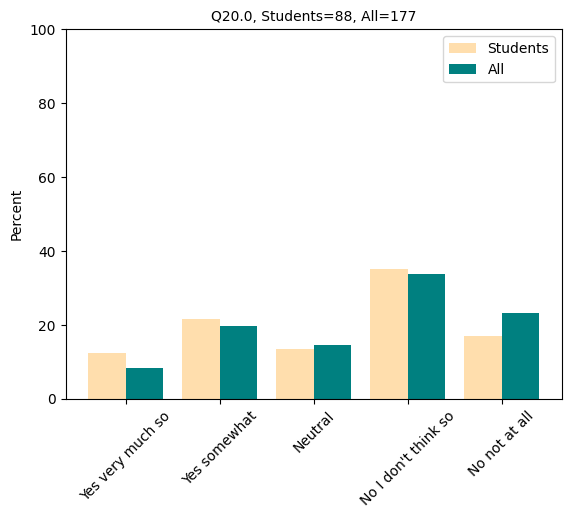 Q20.0, Students=88, All=177
Students
All
Percent
100
80
60
40
20
0
Yes very much so
Yes somewhat
Neutral
No I don't think so
No not at all